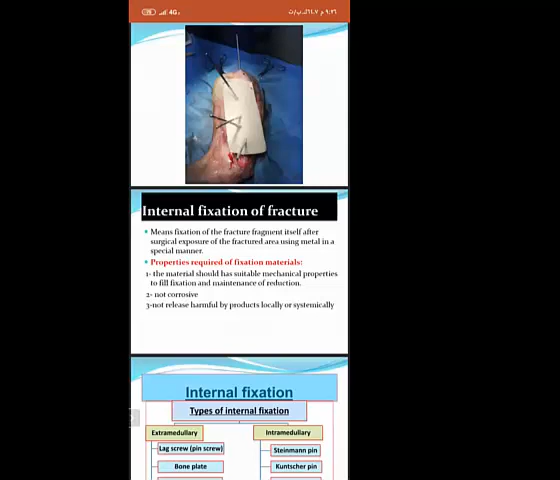 4G
٩:٢٦ م
Internal fixation of fracture
Means fixation of the fracture fragment itself after
surgical exposure of the fractured area using metal in a
special manner.
Properties required of fixation materials:
1- the material should has suitable mechanical properties
to fill fixation and maintenance of reduction.
2- not corrosive
3-not release harmful by products locally or systemically
Internal fixation
Types of internal fixation
Extramedullary
Intramedullary
Lag screw (pin screw)
Steinmann pin
Bone plate
Kuntscher pin